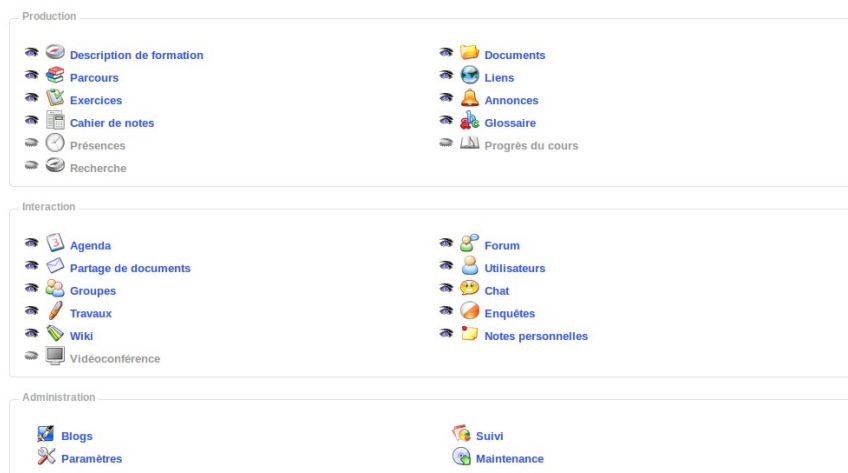 Production
Description de formation
Documents
Parcours
Liens
Exercices
Annonces
Cahier de notes
Glossaire
Présences
Progrès du cours
Recherche
Interaction
Agenda
Forum
Partage de documents
Utilisateurs
Groupes
Chat
Travaux
Enquêtes
Wiki
Notes personnelles
Vidéoconférence
Administration
Blogs
Suivi
Paramètres
Maintenance